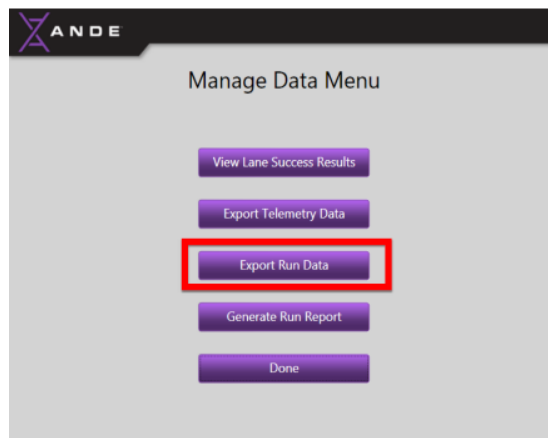 ANDE
Manage Data Menu
View Lane Success Results
Export Telemetry Data
Export Run Data
Generate Run Report
Done